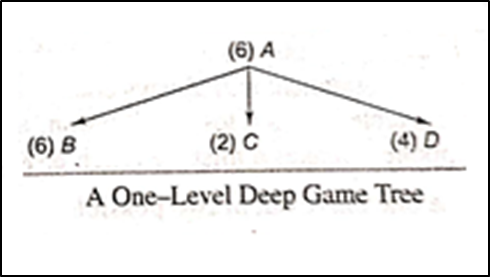 (6) A
(6) B (2) C (4) D
A One–Level Deep Game Tree